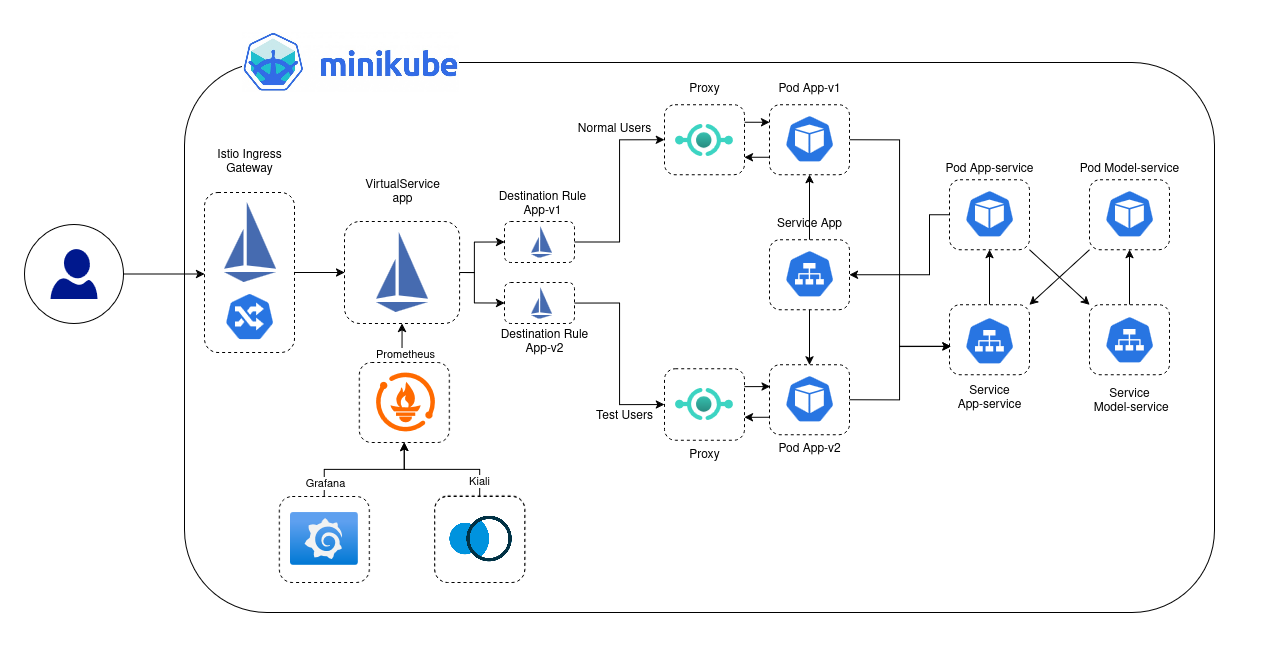 minikube
Proxy
Pod App-v1
Normal Users
Istio Ingress
Gateway
VirtualService
app
Destination Rule
App-v1
Service App
Pod App-service
Pod Model-service
Destination Rule
App-v2
Prometheus
Test Users
Proxy
Pod App-v2
Service
App-service
Service
Model-service
Grafana
Kiali